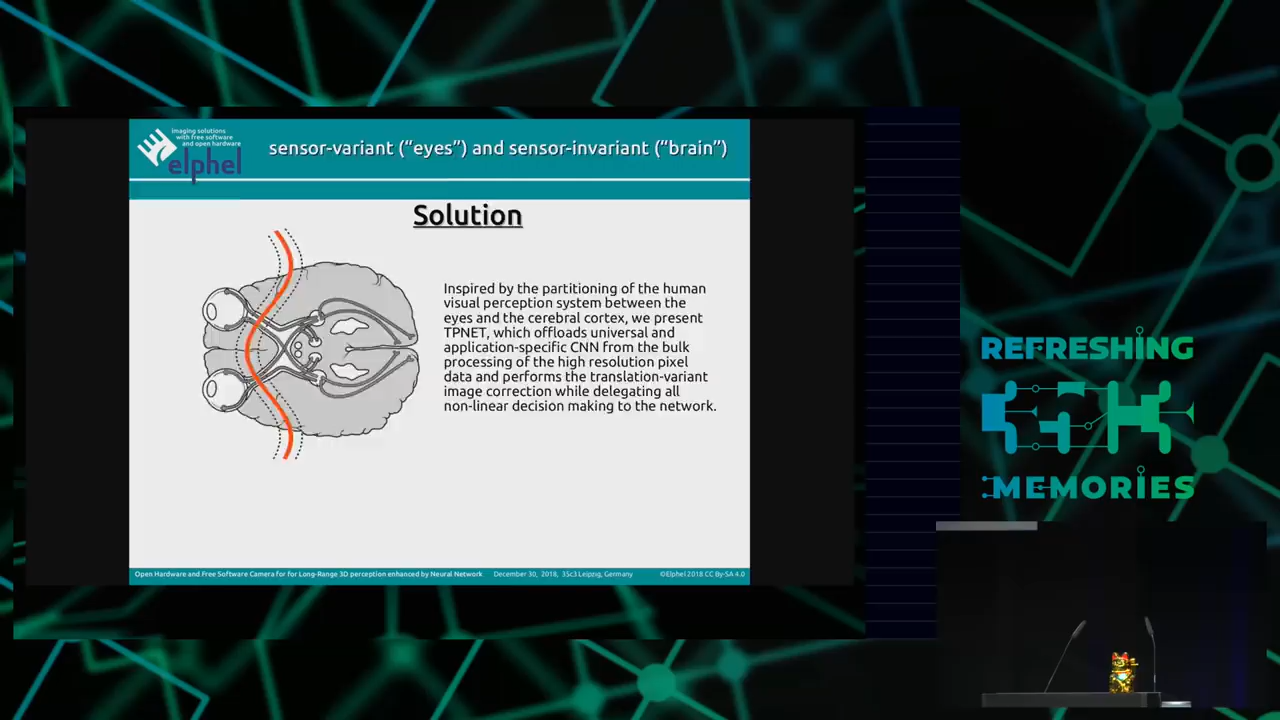 imaging solutions
with free software
and open hardware
elphel
sensor-variant (“eyes”) and sensor-invariant (“brain”)
Solution
Inspired by the partitioning of the human
visual perception system between the
eyes and the cerebral cortex, we present
TPNET, which offloads universal and
application-specific CNN from the bulk
processing of the high resolution pixel
data and performs the translation-variant
image correction while delegating all
non-linear decision making to the network.
Open Hardware and Free Software Camera for for Long-Range 3D perception enhanced by Neural Network December 30, 2018, 35c3 Leipzig, Germany ©Elphel 2018 CC By-SA 4.0
REFRESHING
35C3
MEMORIES